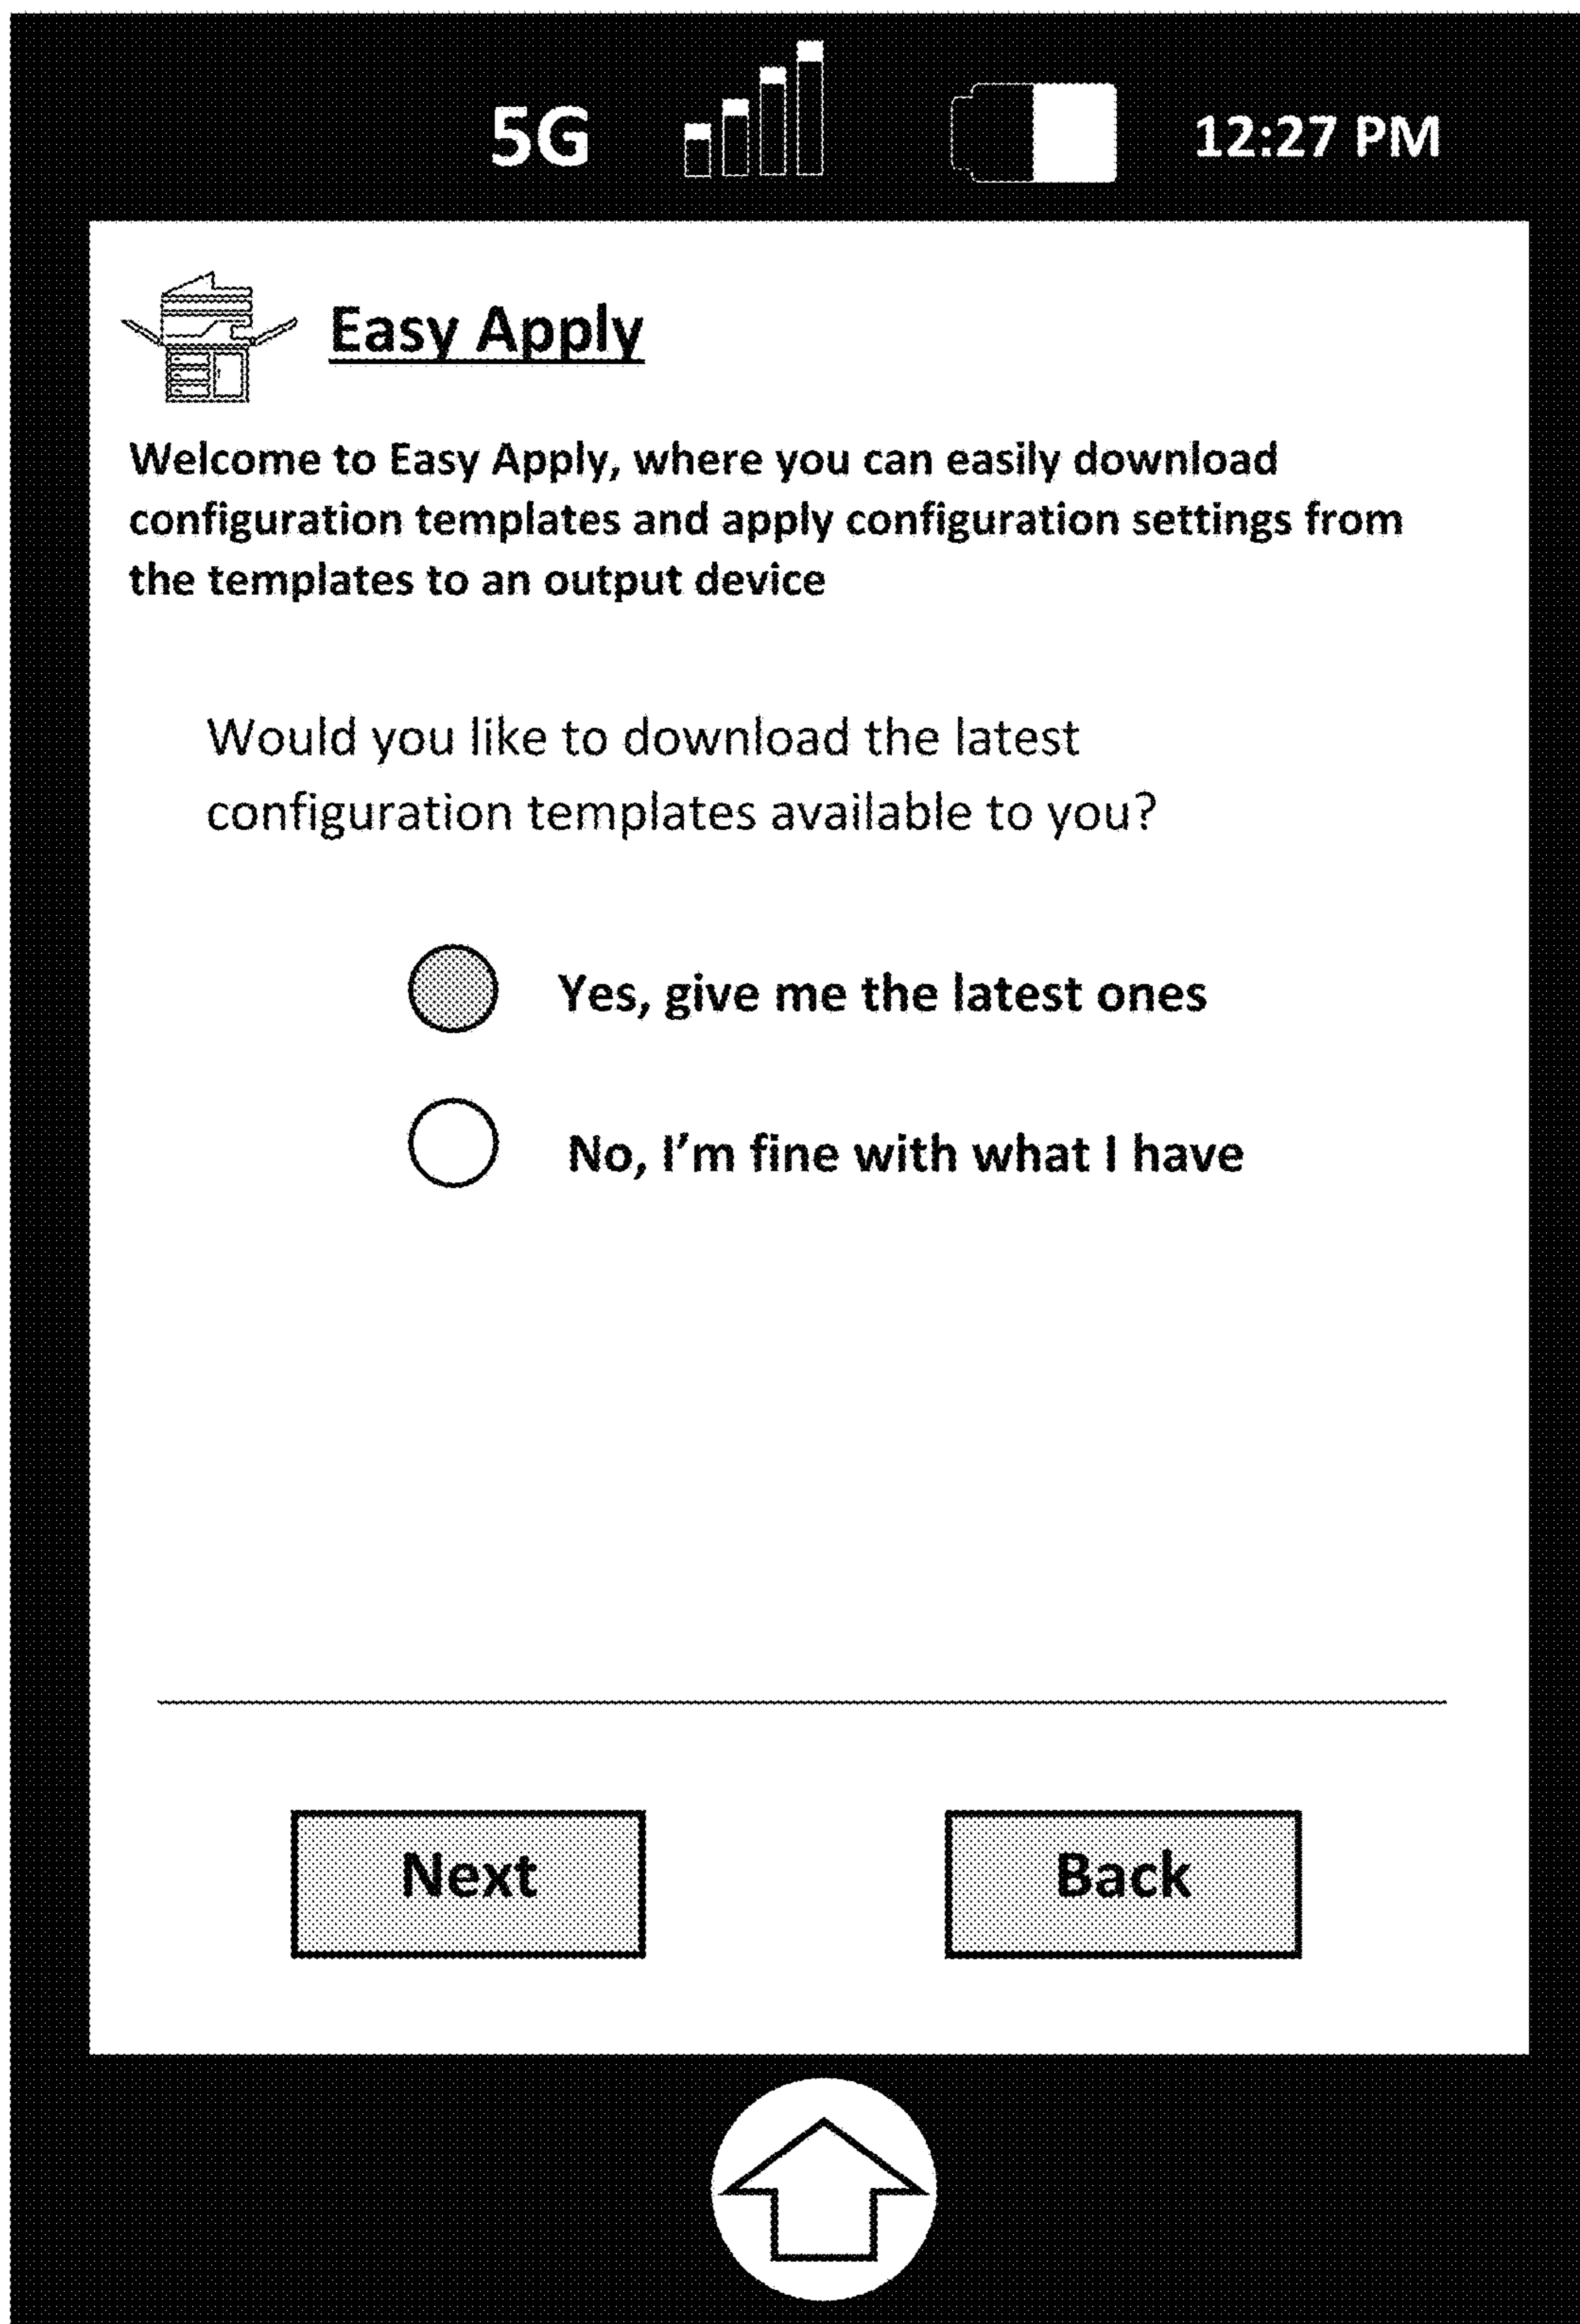 5G 12:27 PM
Easy Apply
Welcome to Easy Apply, where you can easily download
configuration templates and apply configuration settings from
the templates to an output device
Would you like to download the latest
configuration templates available to you?
Yes, give me the latest ones
No, I’m fine with what I have
Next Back